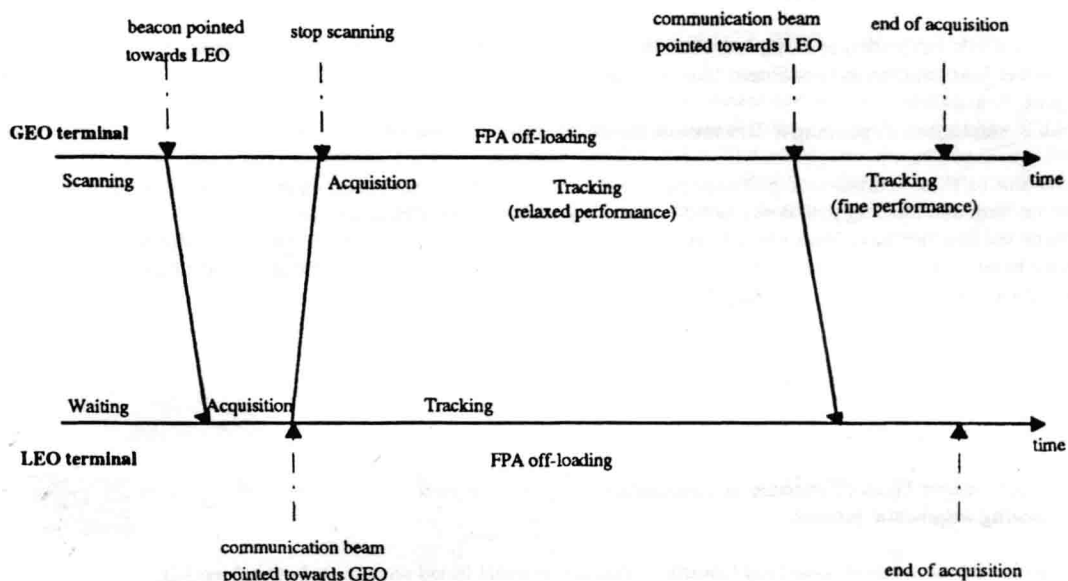 beacon pointed
towards LEO
stop scanning
communication beam
pointed towards LEO
end of acquisition
GEO terminal
FPA off-loading
time
Scanning
Acquisition
Tracking
(relaxed performance)
Tracking
(fine performance)
Waiting
Acquisition
Tracking
time
LEO terminal
FPA off-loading
communication beam
pointed towards GEO
end of acquisition